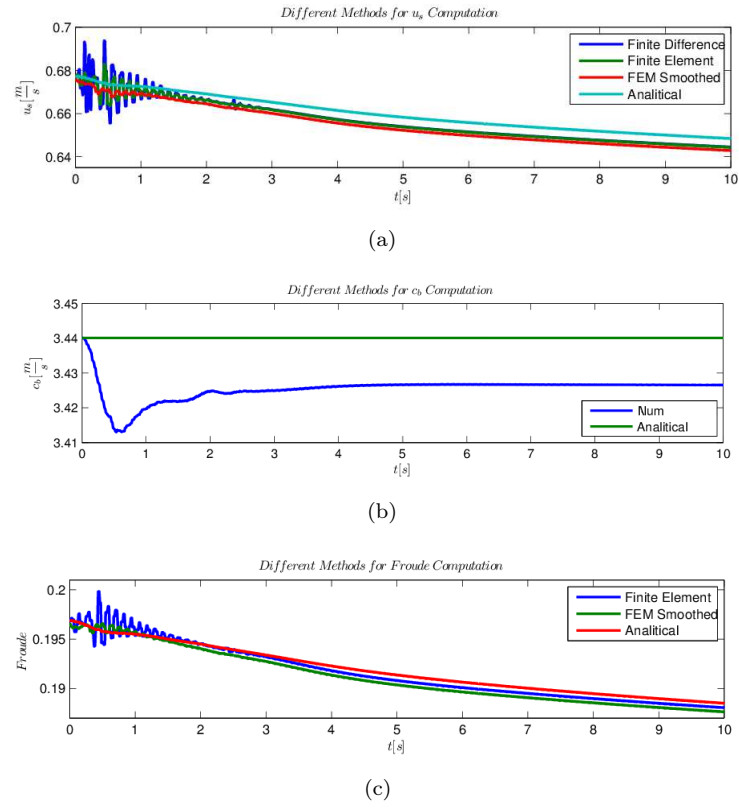 Different Methods for u_s Computation
0.7
0.68
0.66
0.64
u_s[m/s]
Finite Difference
Finite Element
FEM Smoothed
Analitical
0 1 2 3 4 5 6 7 8 9 10
t[s]
(a)
Different Methods for c_b Computation
3.45
3.44
3.43
3.42
3.41
c_b[m/s]
Num
Analitical
0 1 2 3 4 5 6 7 8 9 10
t[s]
(b)
Different Methods for Froude Computation
0.2
0.195
0.19
Froude
Finite Element
FEM Smoothed
Analitical
0 1 2 3 4 5 6 7 8 9 10
t[s]
(c)